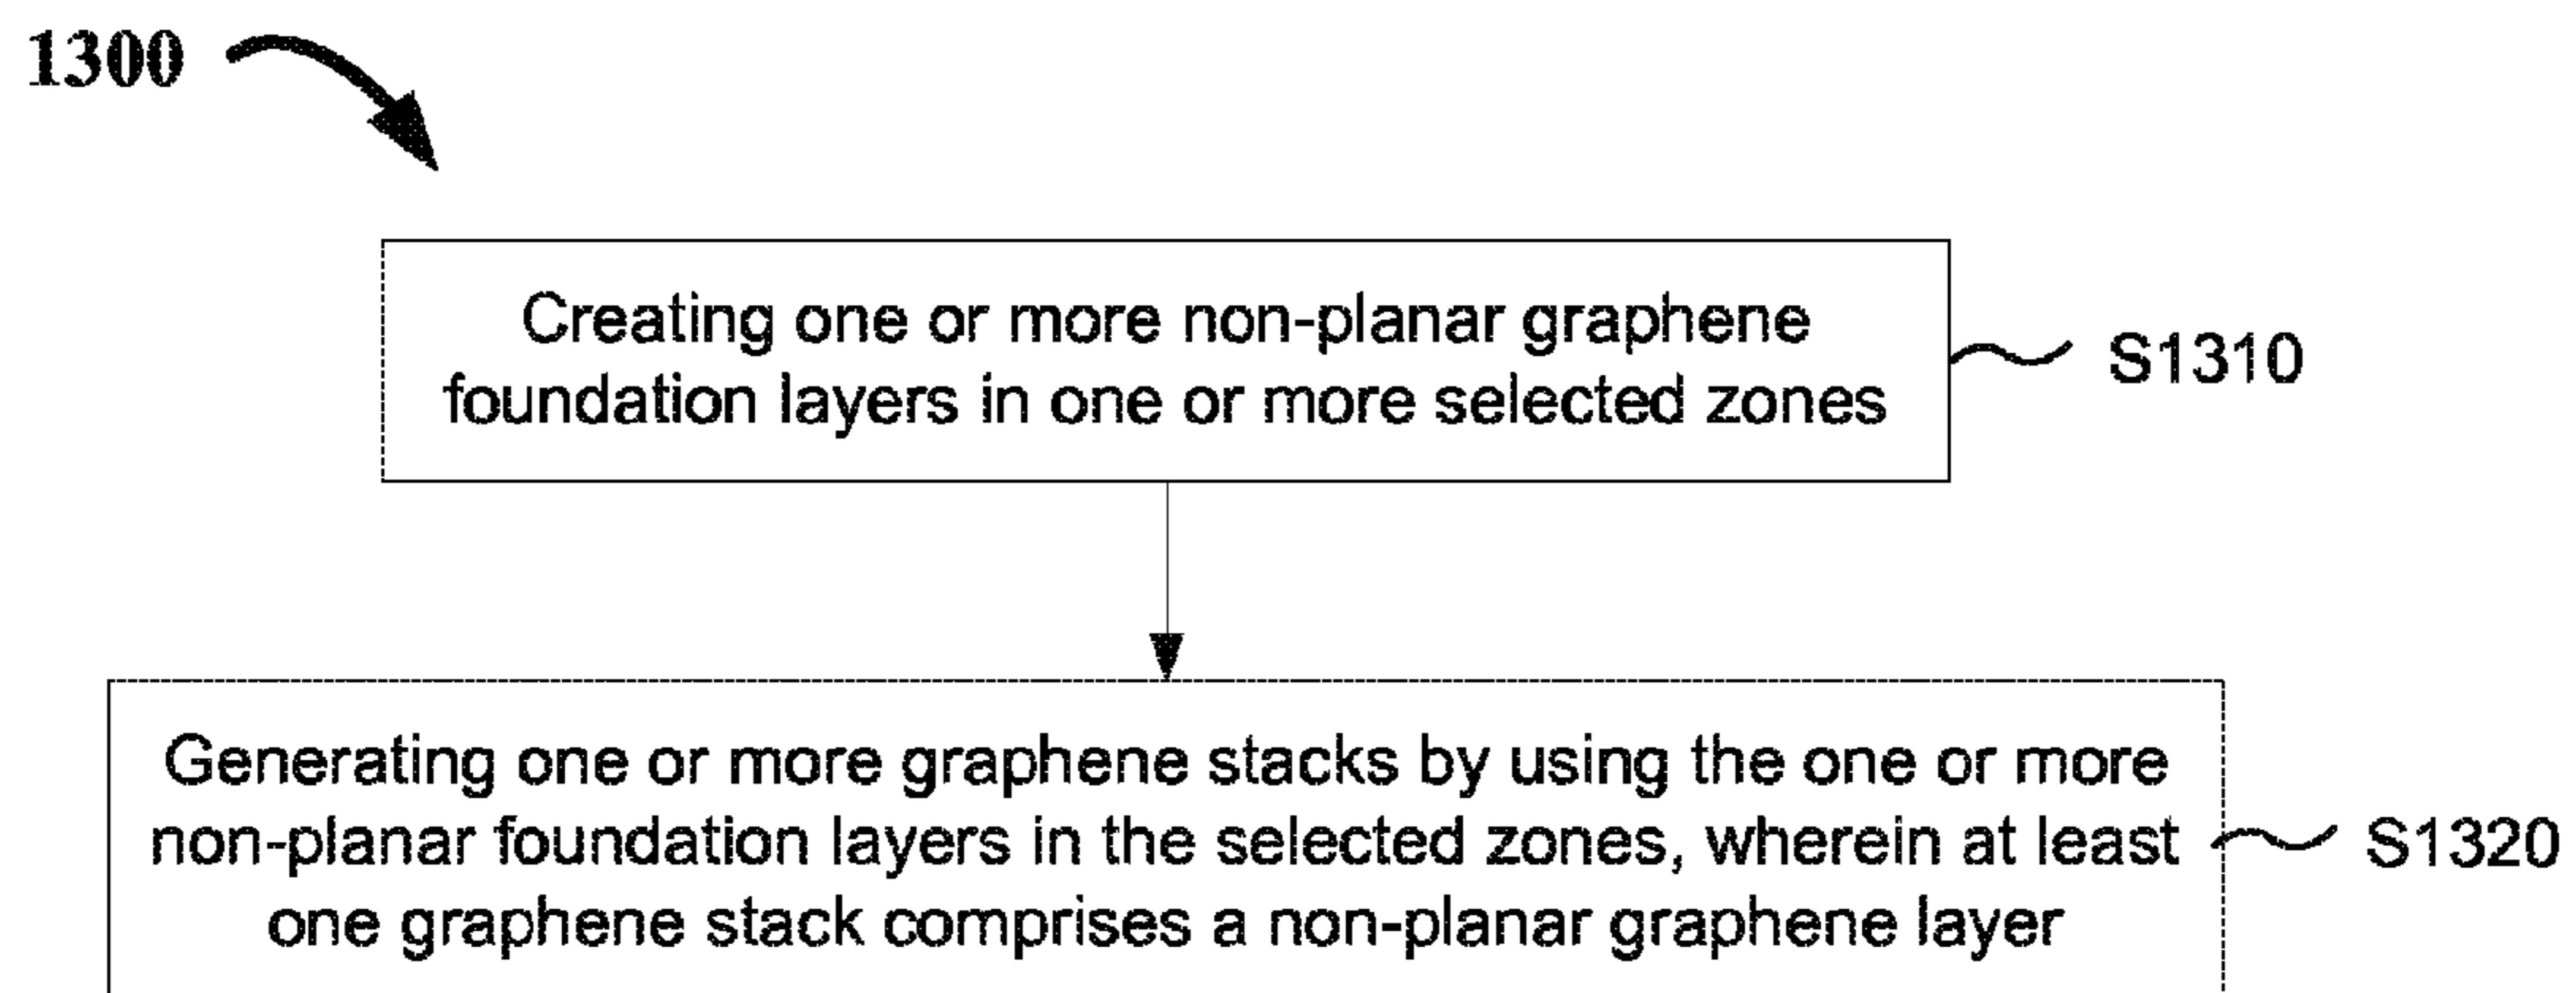 1300
Creating one or more non-planar graphene
foundation layers in one or more selected zones
S1310
Generating one or more graphene stacks by using the one or more
non-planar foundation layers in the selected zones, wherein at least
one graphene stack comprises a non-planar graphene layer
S1320